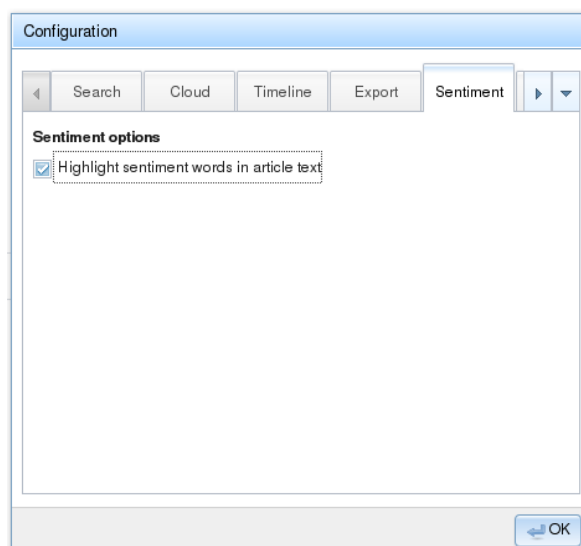 Configuration
Search Cloud Timeline Export Sentiment
Sentiment options
Highlight sentiment words in article text
OK